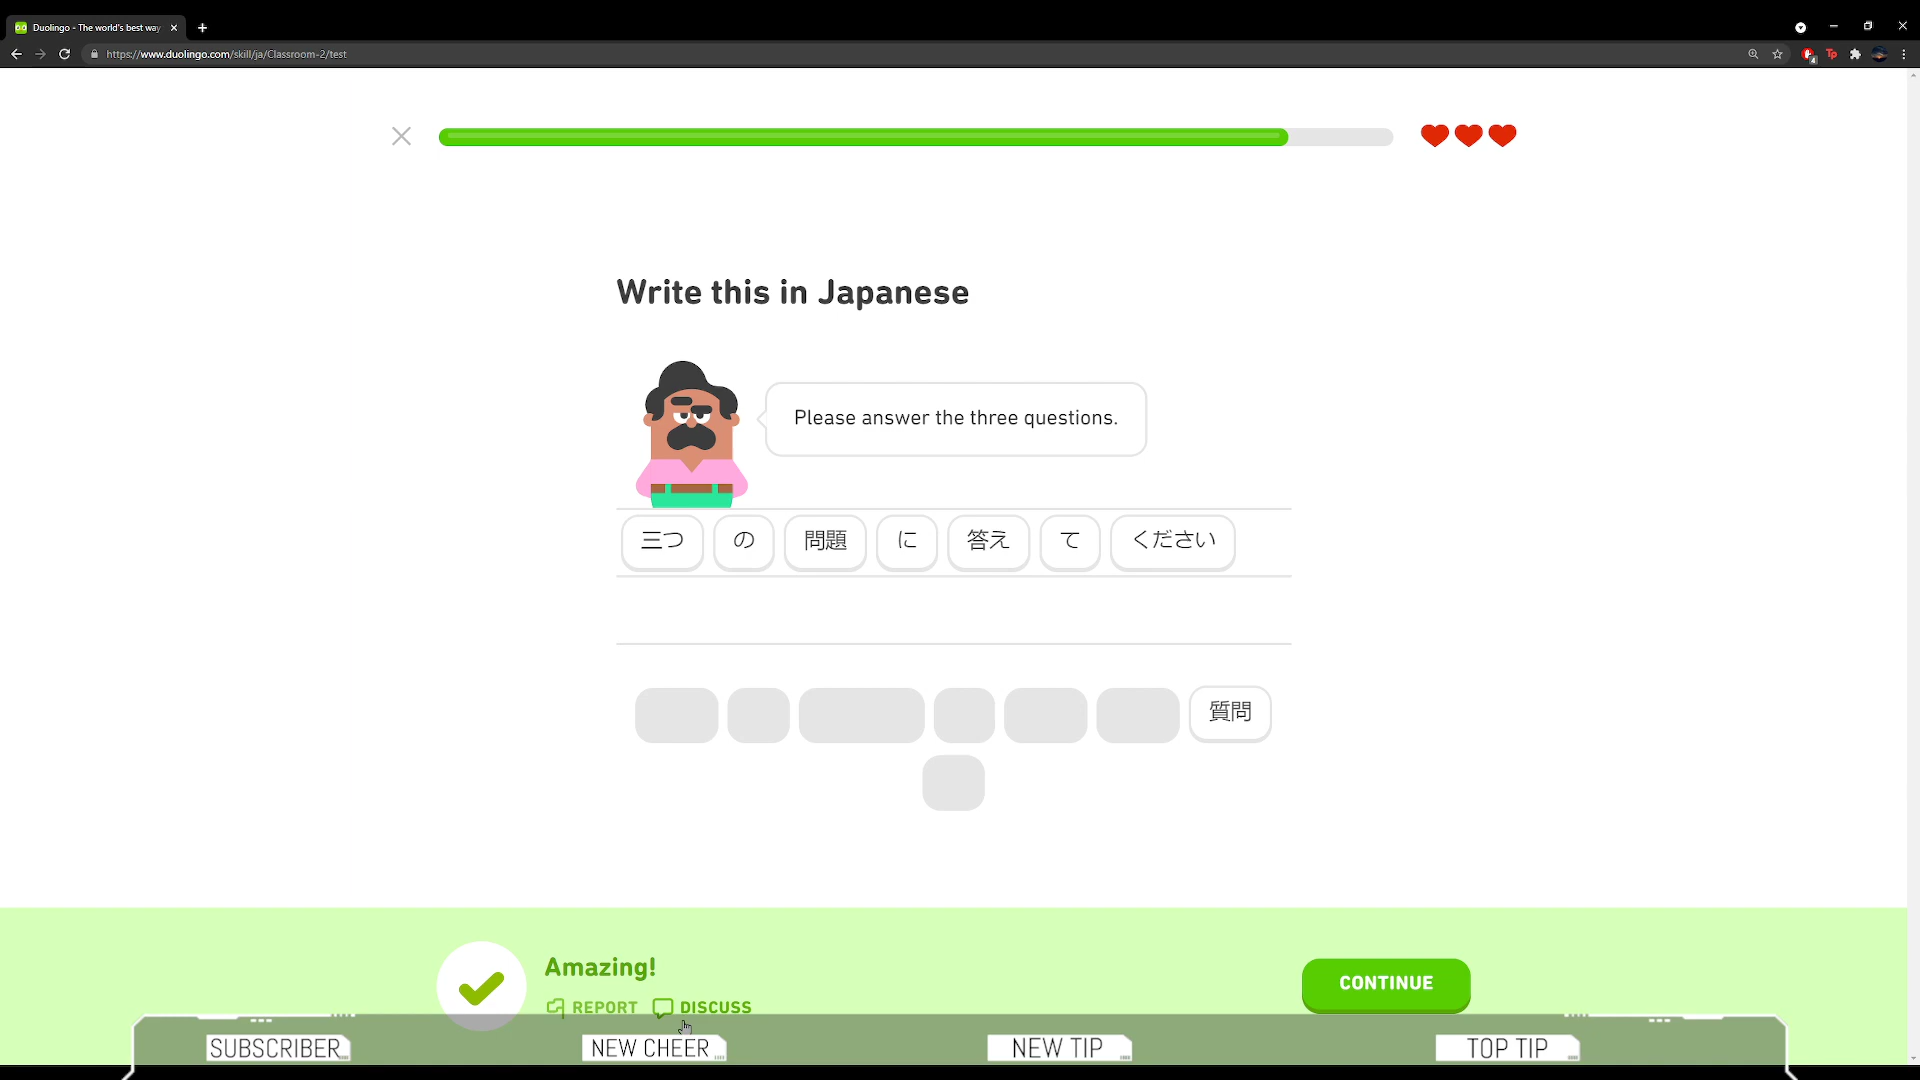 Duolingo - The world's best way
https://www.duolingo.com/skill/ja/Classroom-2/test
4
Tp
Write this in Japanese
Please answer the three questions.
三つ の 問題 に 答え て ください
質問
Amazing!
REPORT DISCUSS
CONTINUE
SUBSCRIBER NEW CHEER NEW TIP TOP TIP